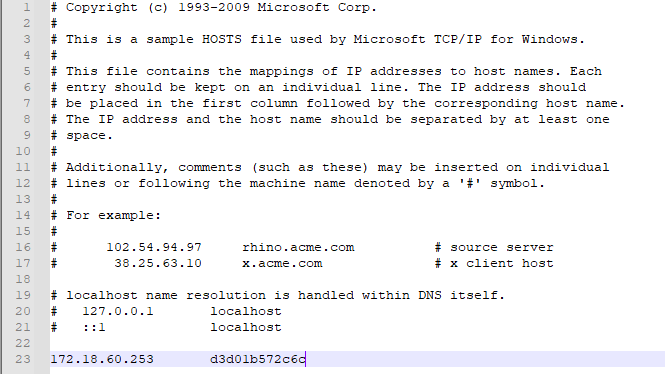 1 # Copyright (c) 1993-2009 Microsoft Corp.
2 #
3 # This is a sample HOSTS file used by Microsoft TCP/IP for Windows.
4 #
5 # This file contains the mappings of IP addresses to host names. Each
6 # entry should be kept on an individual line. The IP address should
7 # be placed in the first column followed by the corresponding host name.
8 # The IP address and the host name should be separated by at least one
9 # space.
10 #
11 # Additionally, comments (such as these) may be inserted on individual
12 # lines or following the machine name denoted by a '#' symbol.
13 #
14 # For example:
15 #
16 # 102.54.94.97 rhino.acme.com # source server
17 # 38.25.63.10 x.acme.com # x client host
18
19 # localhost name resolution is handled within DNS itself.
20 # 127.0.0.1 localhost
21 # ::1 localhost
22
23 172.18.60.253 d3d01b572c6c